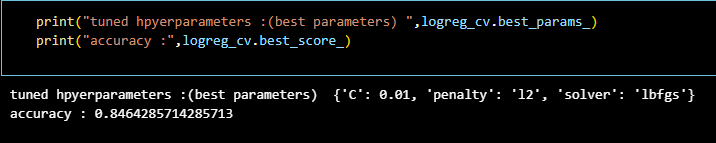 print("tuned hpyerparameters :(best parameters) ",logreg_cv.best_params_)
print("accuracy :",logreg_cv.best_score_)
tuned hpyerparameters :(best parameters)  {'C': 0.01, 'penalty': 'l2', 'solver': 'lbfgs'}
accuracy : 0.8464285714285713